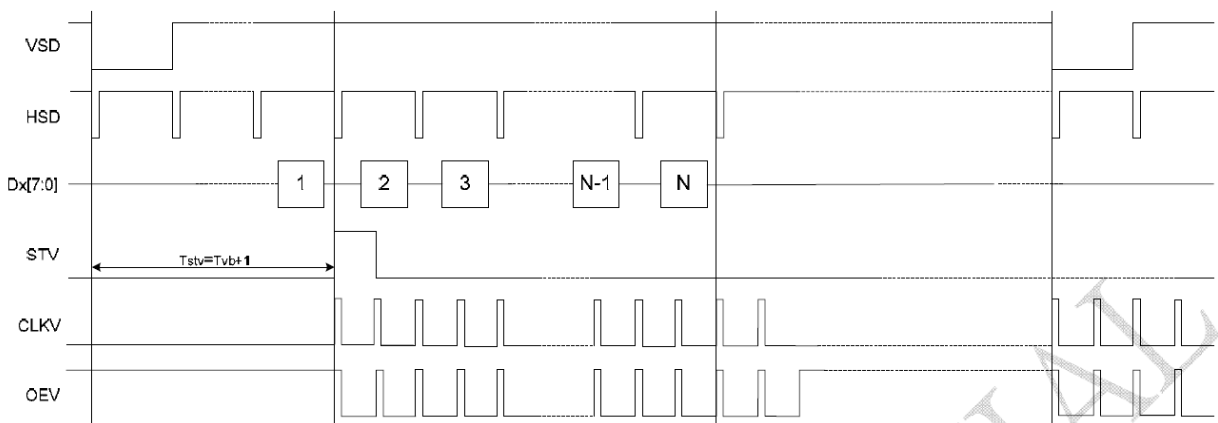 VSD
HSD
Dx[7:0]
1
2
3
N-1
N
STV
Tstv=Tvb+1
CLKV
OEV